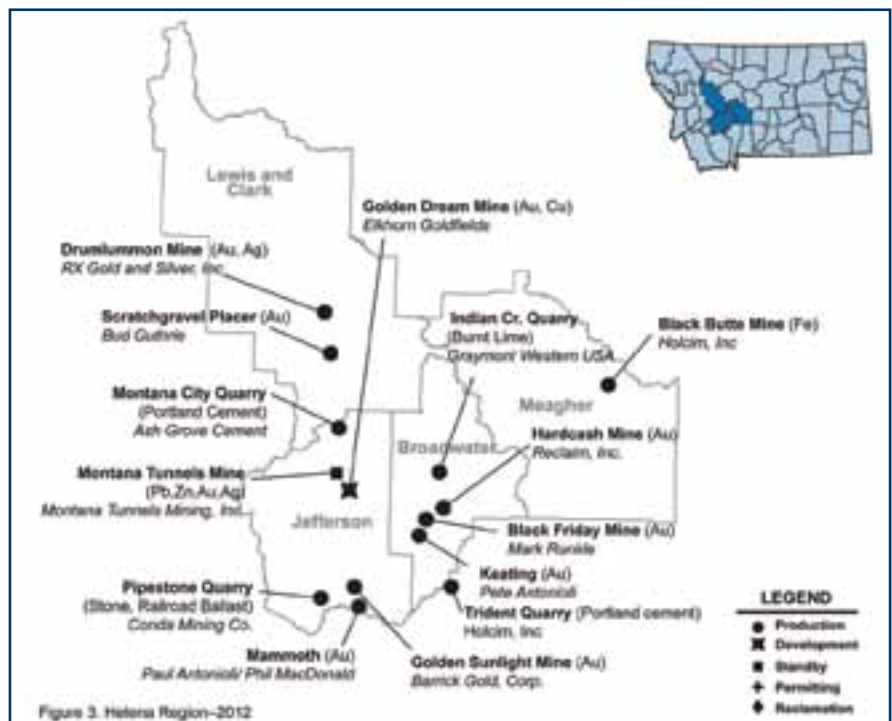 Lewis and
Clark
Golden Dream Mine (Au, Cu)
Elkhorn Goldfields
Drumlummon Mine (Au, Ag)
RX Gold and Silver, Inc.
Scratchgravel Placer (Au)
Bud Guthrie
Indian Cr. Quarry
(Burnt Lime)
Graymont Western USA
Black Butte Mine (Fe)
Holcim, Inc
Montana City Quarry
(Portland Cement)
Ash Grove Cement
Meagher
Broadwater
Hardcash Mine (Au)
Reclaim, Inc.
Montana Tunnels Mine
(Pb,Zn,Au,Ag)
Montana Tunnels Mining, Inc.
Jefferson
Black Friday Mine (Au)
Mark Runkle
Keating (Au)
Pete Antonioli
Pipestone Quarry
(Stone, Railroad Ballast)
Conda Mining Co.
Trident Quarry (Portland cement)
Holcim, Inc
Mammoth (Au)
Paul Antonioli/ Phil MacDonald
Golden Sunlight Mine (Au)
Barrick Gold, Corp.
LEGEND
Production
Development
Standby
Permitting
Reclamation
Figure 3. Helena Region–2012